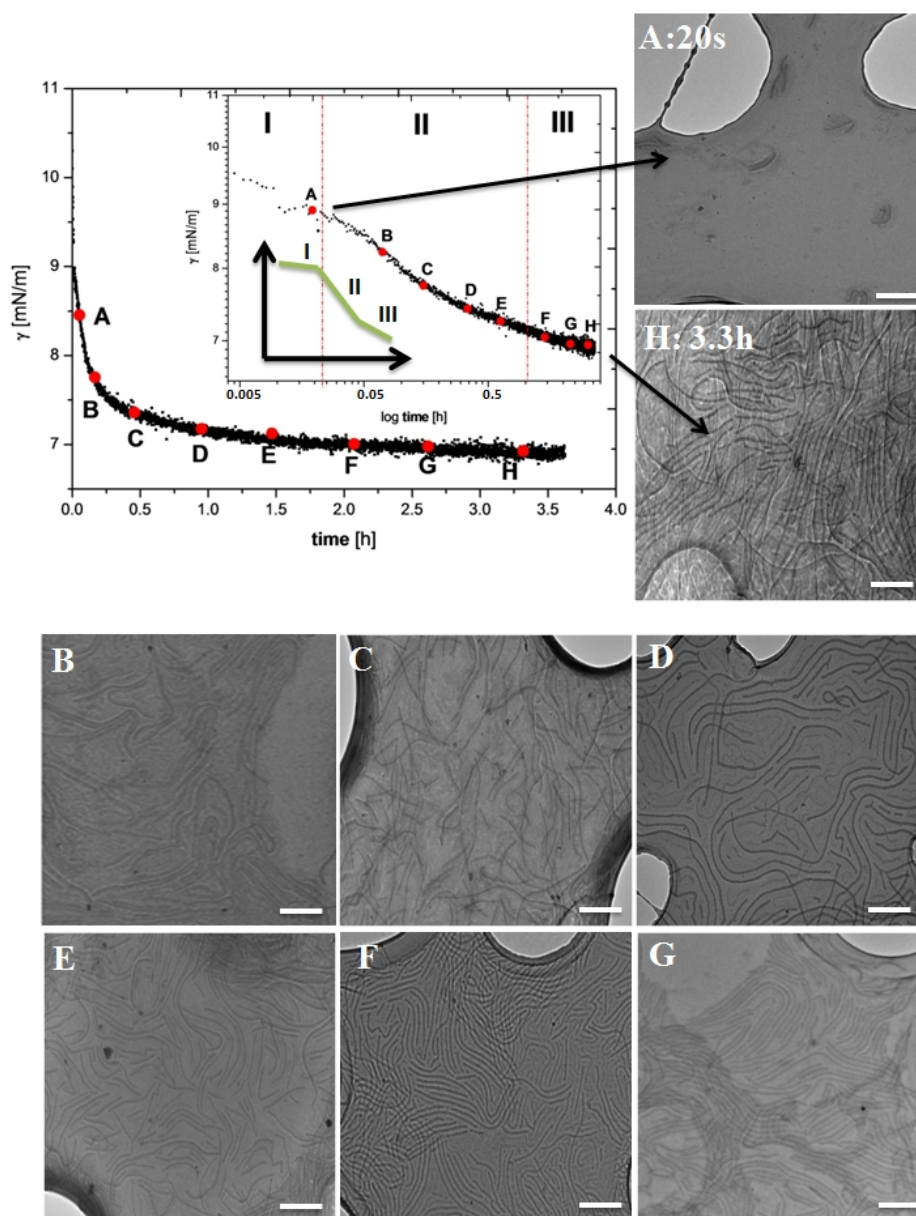 A:20s
11
10
9
8
7
6
γ [mN/m]
0.0 0.5 1.0 1.5 2.0 2.5 3.0 3.5 4.0
time [h]
A
B
C
D
E
F
G
H
11
10
9
8
7
γ [mN/m]
I II III
A
B
C
D
E
F
G
H
I
II
III
0.005 0.05 0.5
log time [h]
H: 3.3h
B
C
D
E
F
G